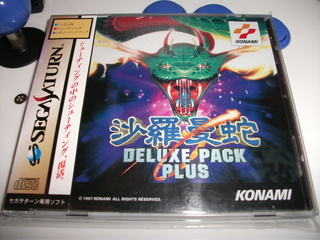 SEGA SATURN
シューティングの中のシューティング、復活。
KONAMI
沙羅曼蛇
DELUXE PACK
PLUS
© 1997 KONAMI ALL RIGHTS RESERVED.
KONAMI
セガサターン専用ソフト